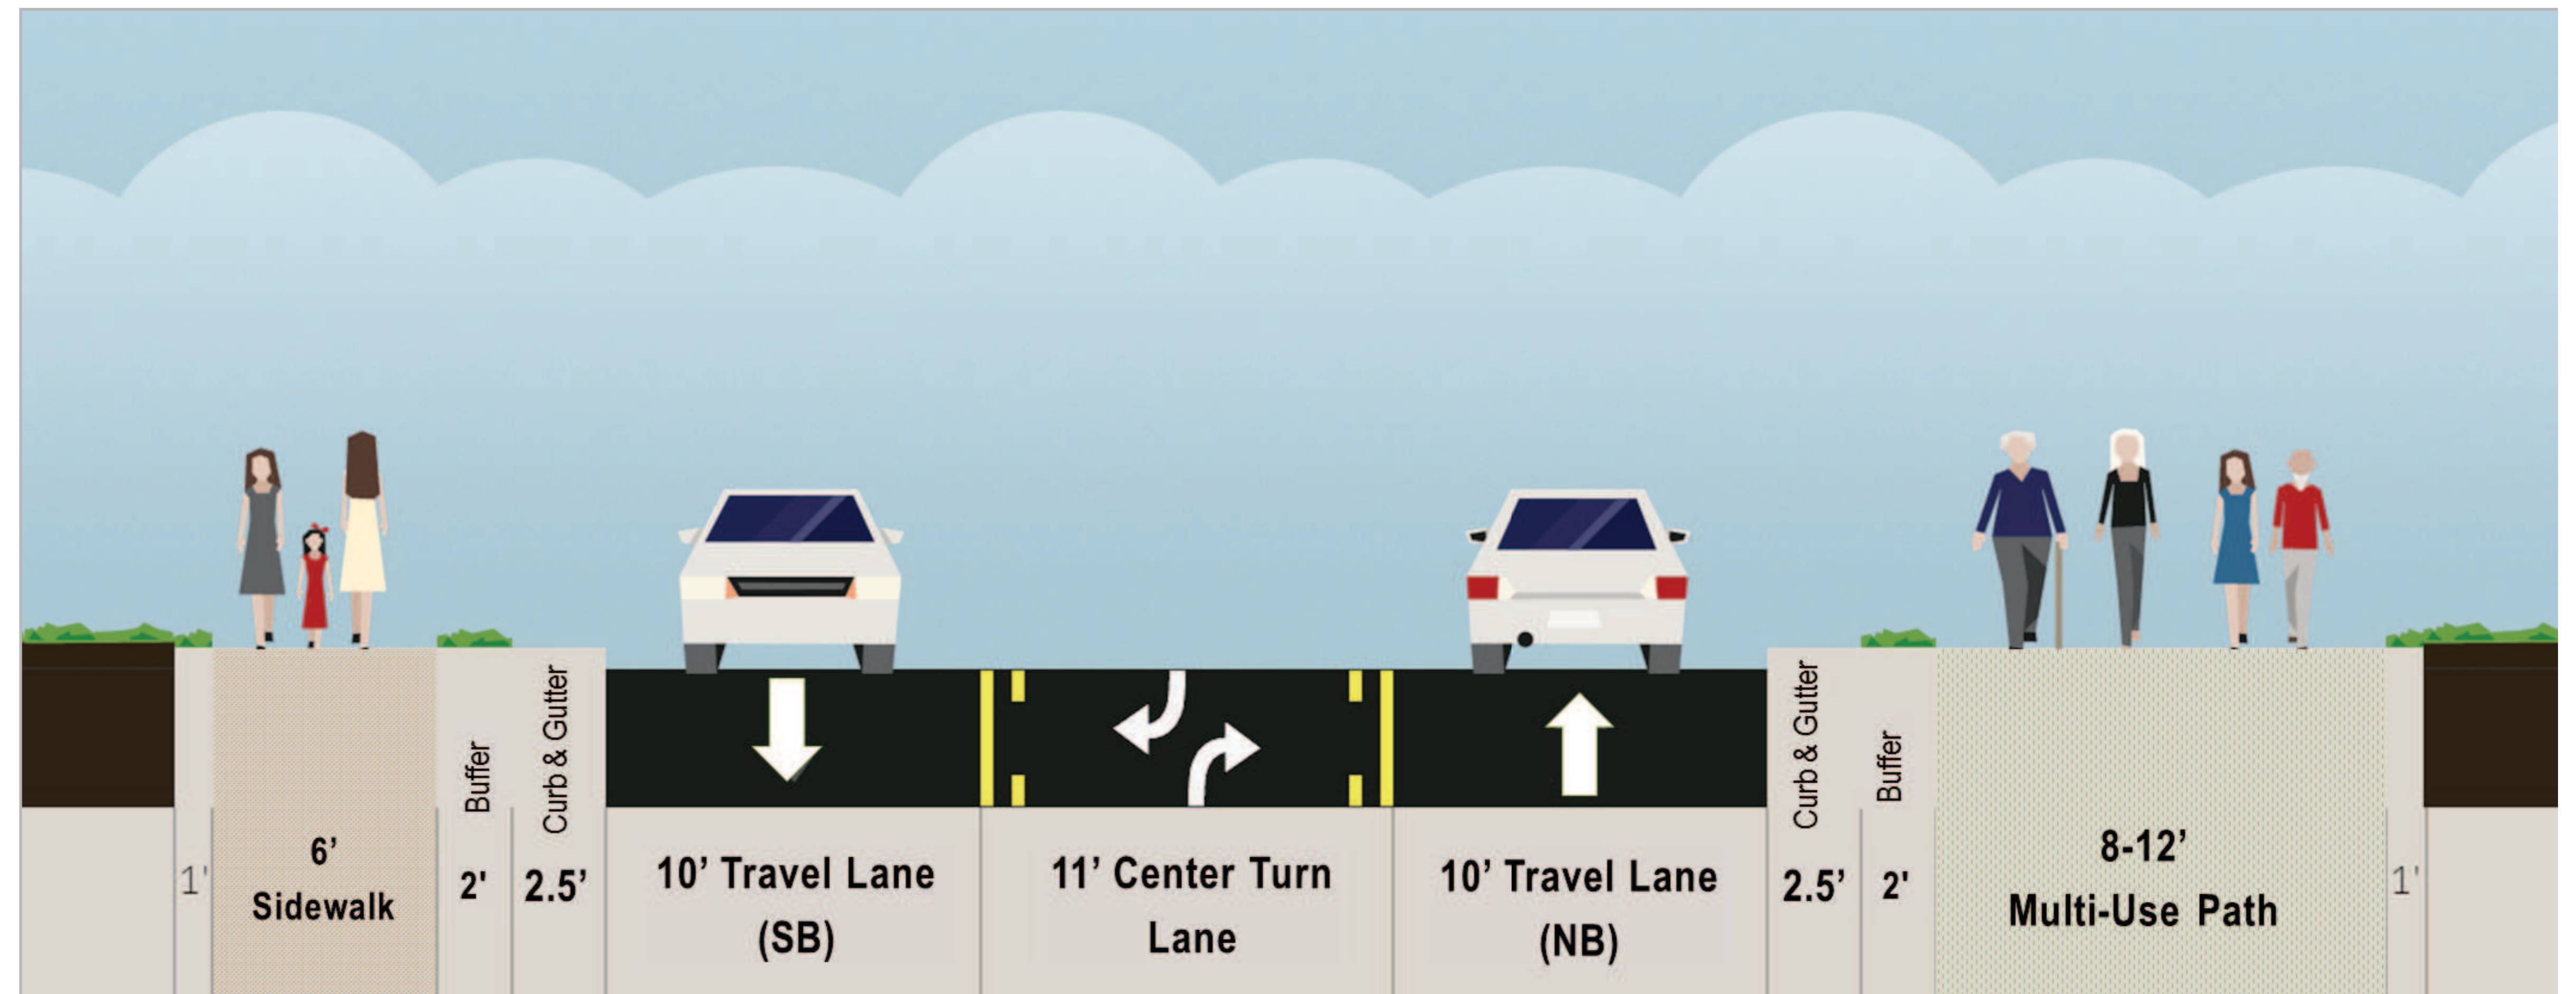 1'
6’
Sidewalk
Buffer
2'
Curb & Gutter
2.5’
10’ Travel Lane
(SB)
11’ Center Turn
Lane
10’ Travel Lane
(NB)
Curb & Gutter
2.5’
Buffer
2'
8-12’
Multi-Use Path
1'